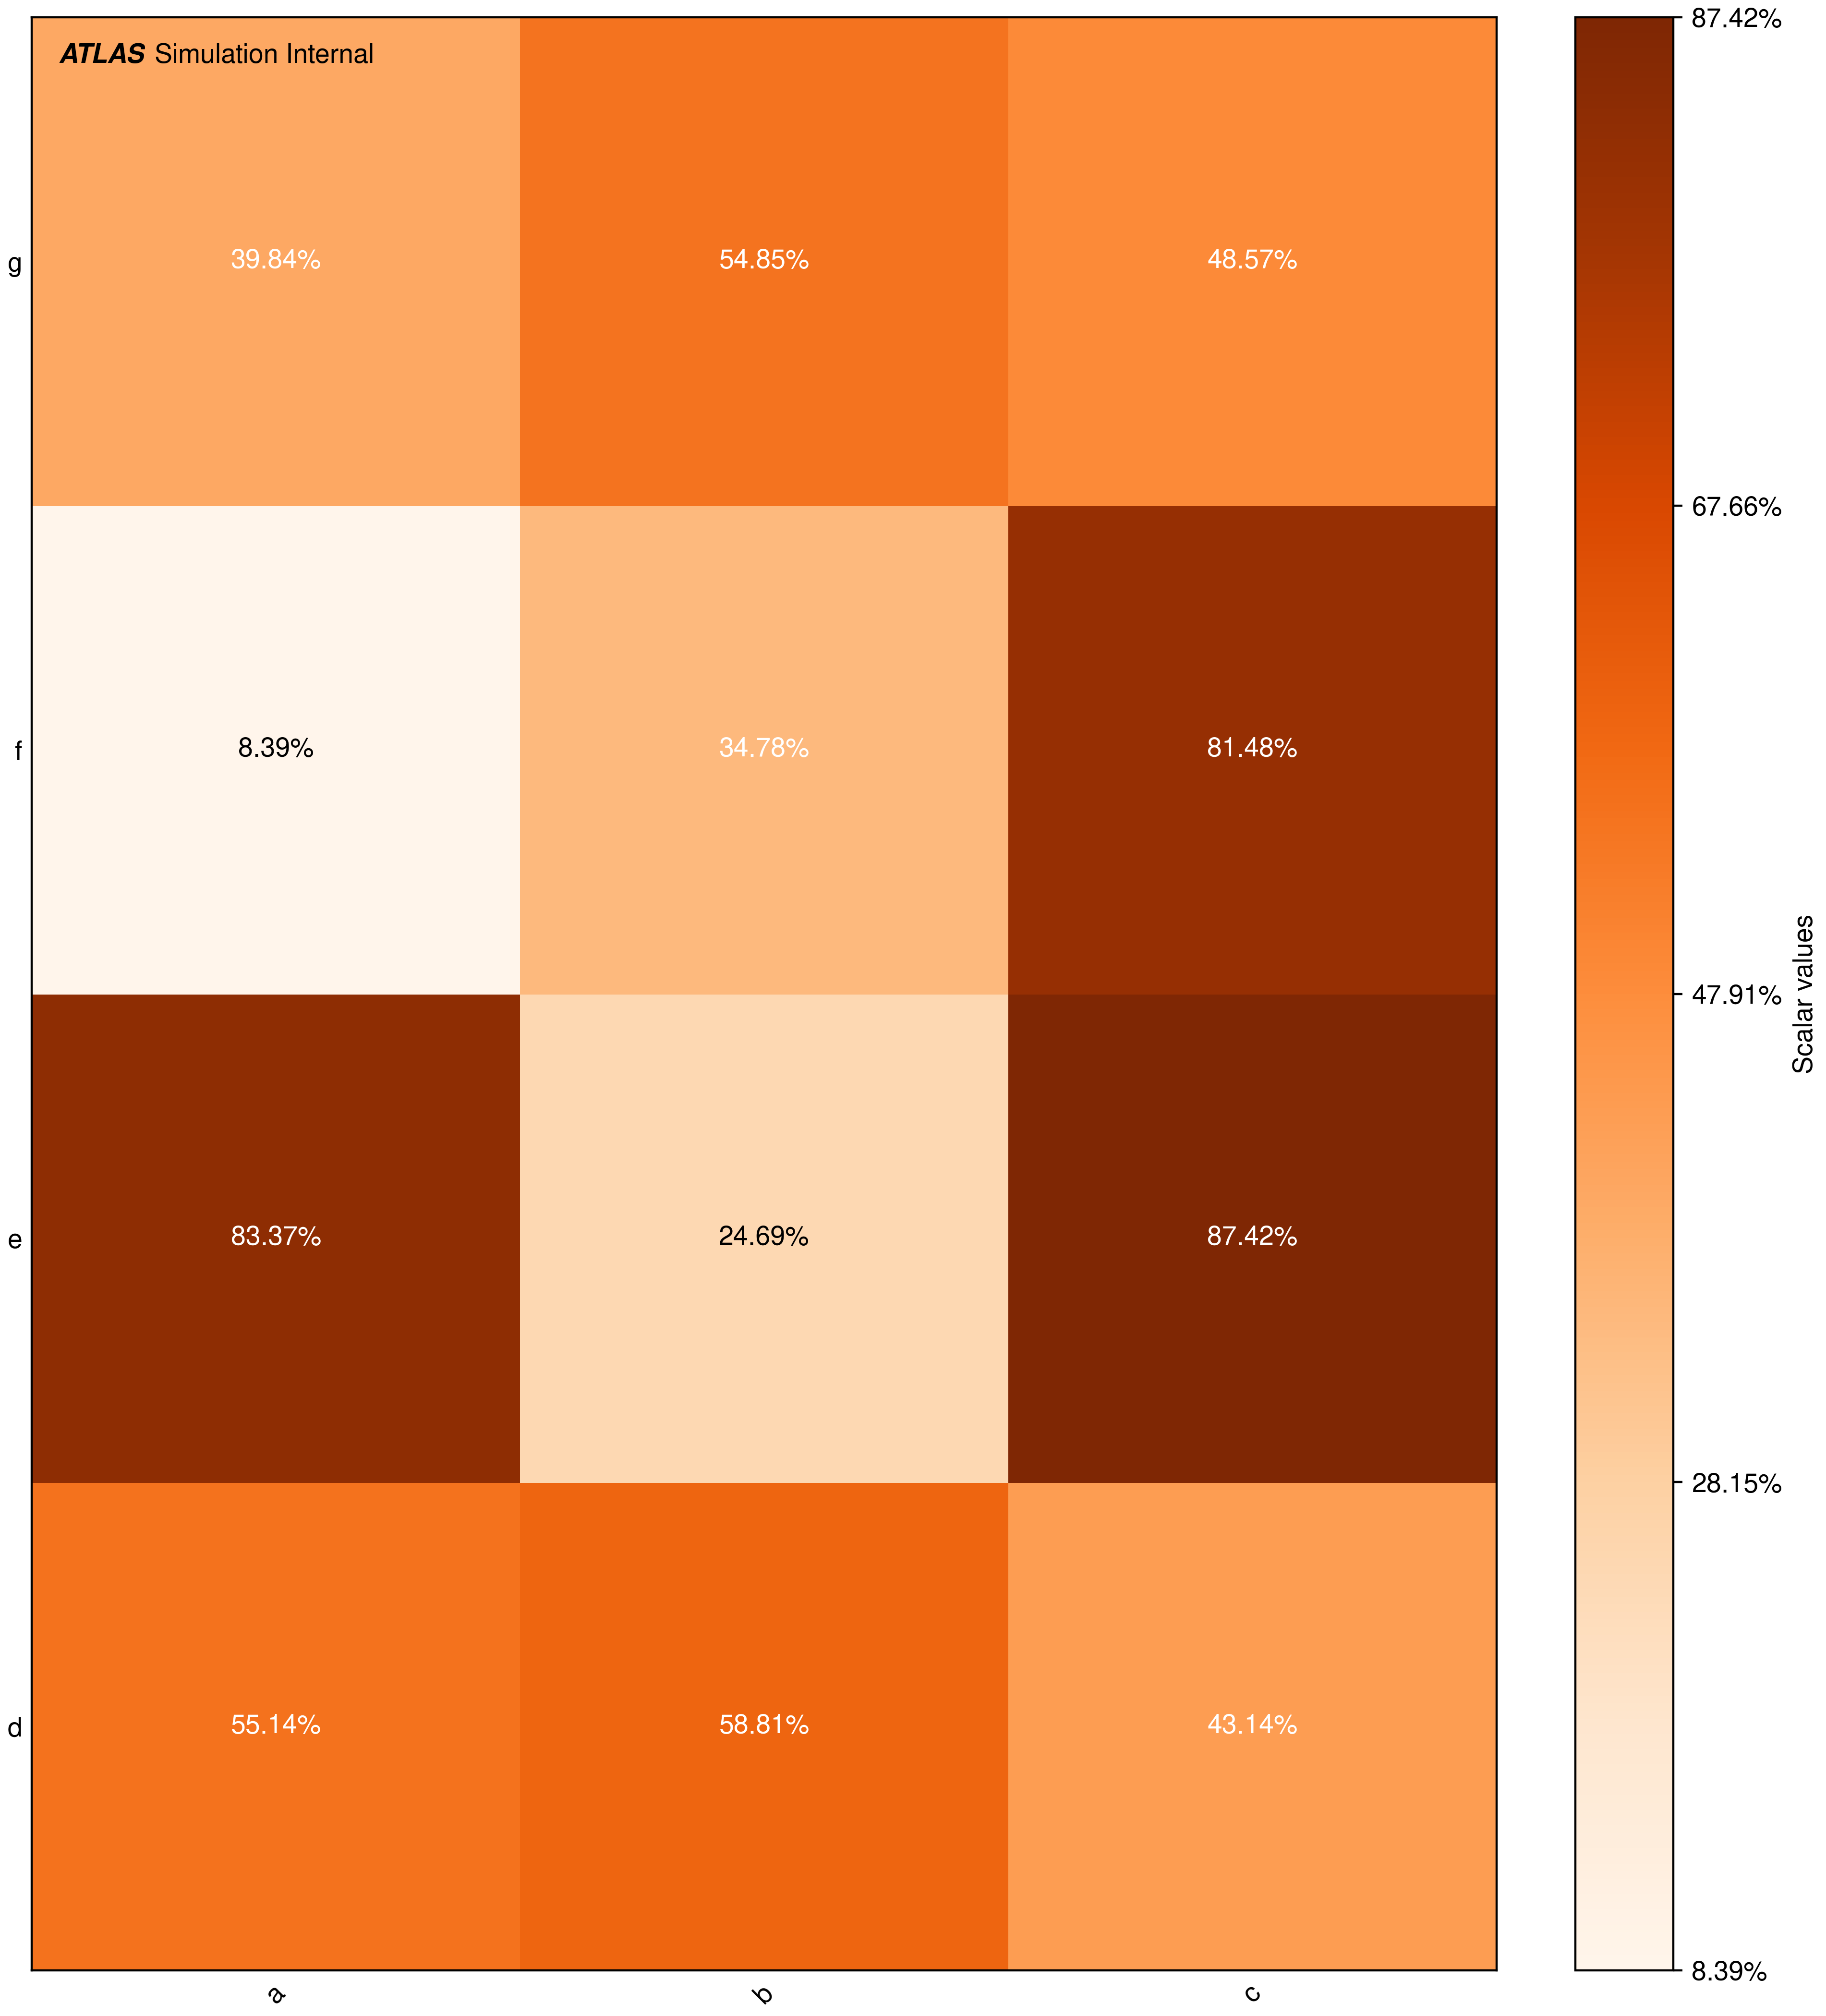 ATLAS Simulation Internal
g
39.84%
54.85%
48.57%
f
8.39%
34.78%
81.48%
e
83.37%
24.69%
87.42%
d
55.14%
58.81%
43.14%
a
b
c
87.42%
67.66%
47.91%
28.15%
8.39%
Scalar values